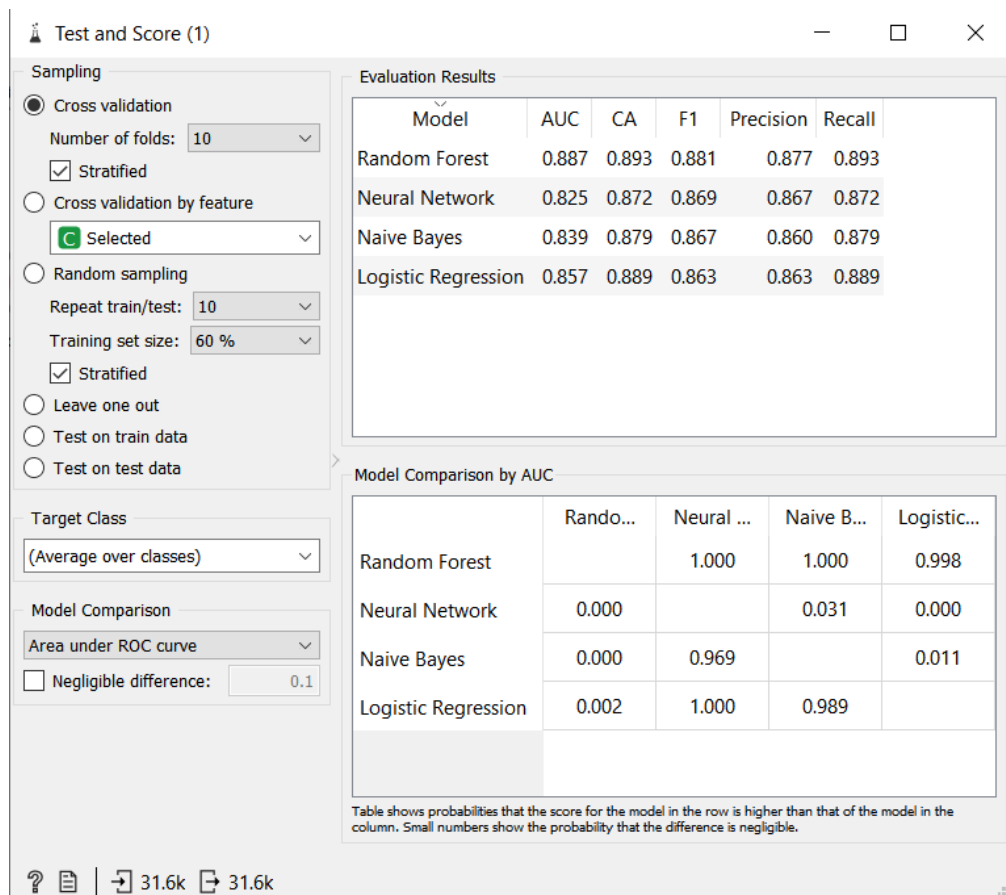 Test and Score (1)
Sampling
Cross validation
Number of folds: 10
Stratified
Cross validation by feature
C Selected
Random sampling
Repeat train/test: 10
Training set size: 60 %
Stratified
Leave one out
Test on train data
Test on test data
Target Class
(Average over classes)
Model Comparison
Area under ROC curve
Negligible difference: 0.1
Evaluation Results
Model AUC CA F1 Precision Recall
Random Forest 0.887 0.893 0.881 0.877 0.893
Neural Network 0.825 0.872 0.869 0.867 0.872
Naive Bayes 0.839 0.879 0.867 0.860 0.879
Logistic Regression 0.857 0.889 0.863 0.863 0.889
Model Comparison by AUC
Rando... Neural ... Naive B... Logistic...
Random Forest 1.000 1.000 0.998
Neural Network 0.000 0.031 0.000
Naive Bayes 0.000 0.969 0.011
Logistic Regression 0.002 1.000 0.989
Table shows probabilities that the score for the model in the row is higher than that of the model in the
column. Small numbers show the probability that the difference is negligible.
? 31.6k 31.6k